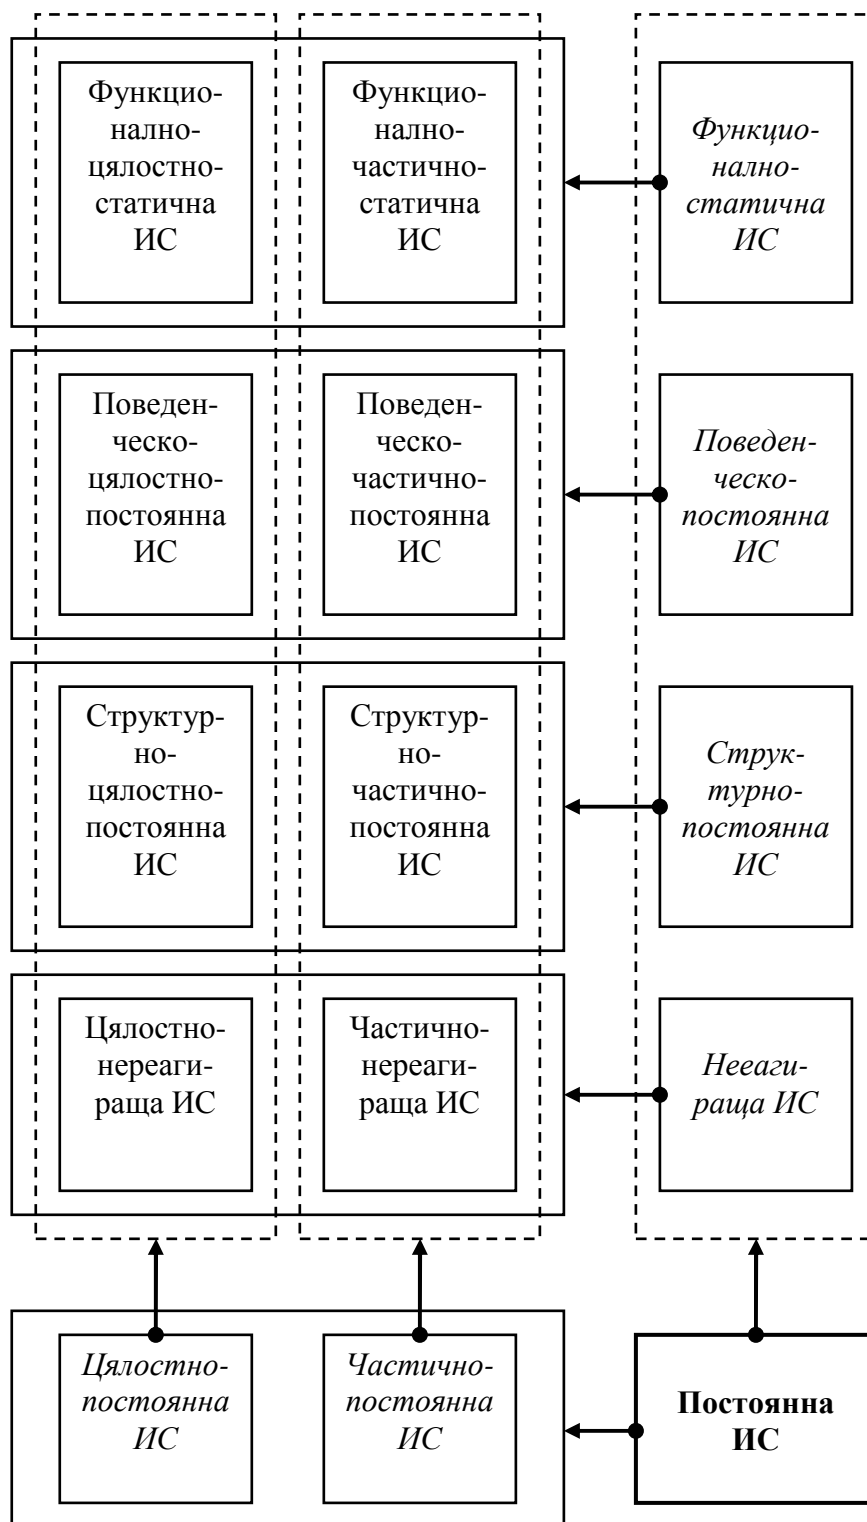 Функцио-
нално-
цялостно-
статична
ИС
Функцио-
нално-
частично-
статична
ИС
Функцио-
нално-
статична
ИС
Поведен-
ческо-
цялостно-
постоянна
ИС
Поведен-
ческо-
частично-
постоянна
ИС
Поведен-
ческо-
постоянна
ИС
Структур-
но-
цялостно-
постоянна
ИС
Структур-
но-
частично-
постоянна
ИС
Струк-
турно-
постоянна
ИС
Цялостно-
нереаги-
раща ИС
Частично-
нереаги-
раща ИС
Нееаги-
раща ИС
Цялостно-
постоянна
ИС
Частично-
постоянна
ИС
Постоянна
ИС